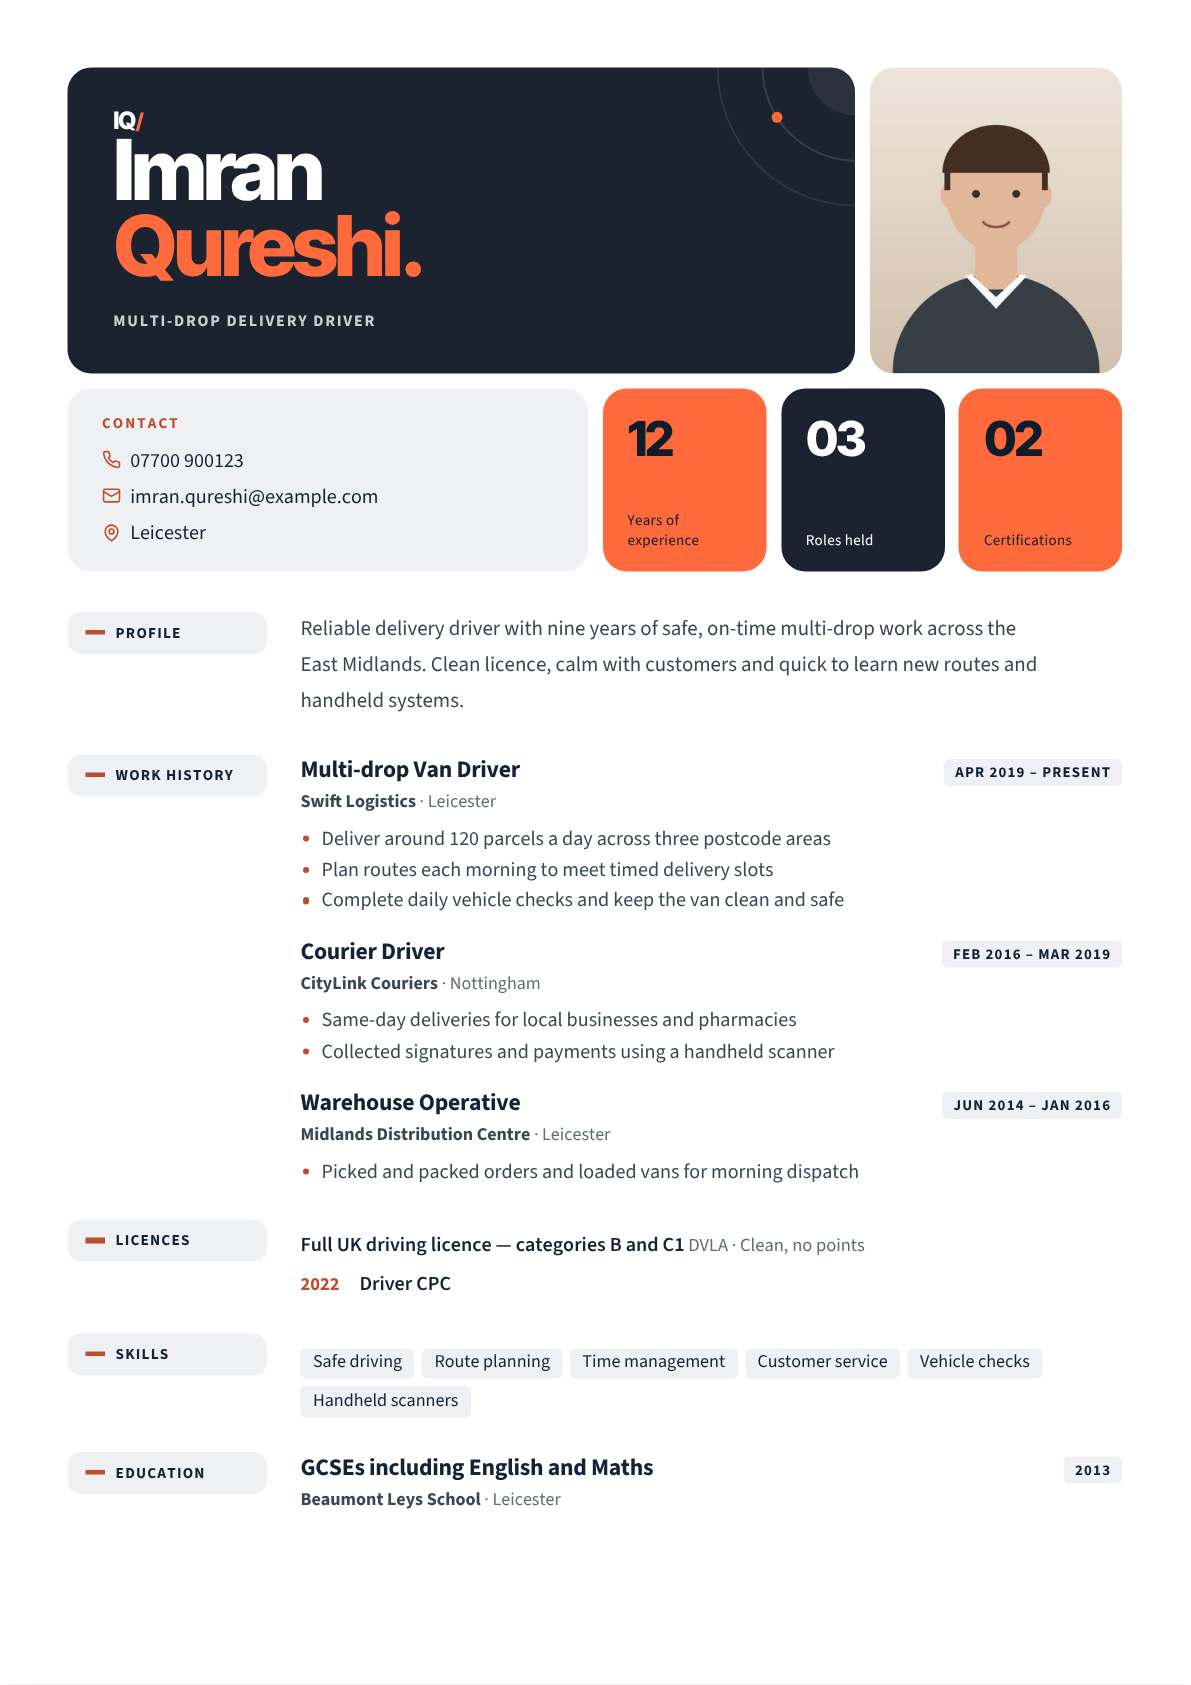 IQ/
Imran
Qureshi.
MULTI-DROP DELIVERY DRIVER
CONTACT
07700 900123
imran.qureshi@example.com
Leicester
12
Years of
experience
03
Roles held
02
Certifications
PROFILE
Reliable delivery driver with nine years of safe, on-time multi-drop work across the
East Midlands. Clean licence, calm with customers and quick to learn new routes and
handheld systems.
WORK HISTORY
Multi-drop Van Driver
APR 2019 – PRESENT
Swift Logistics · Leicester
• Deliver around 120 parcels a day across three postcode areas
• Plan routes each morning to meet timed delivery slots
• Complete daily vehicle checks and keep the van clean and safe
Courier Driver
FEB 2016 – MAR 2019
CityLink Couriers · Nottingham
• Same-day deliveries for local businesses and pharmacies
• Collected signatures and payments using a handheld scanner
Warehouse Operative
JUN 2014 – JAN 2016
Midlands Distribution Centre · Leicester
• Picked and packed orders and loaded vans for morning dispatch
LICENCES
Full UK driving licence — categories B and C1 DVLA · Clean, no points
2022 Driver CPC
SKILLS
Safe driving Route planning Time management Customer service Vehicle checks
Handheld scanners
EDUCATION
GCSEs including English and Maths
2013
Beaumont Leys School · Leicester